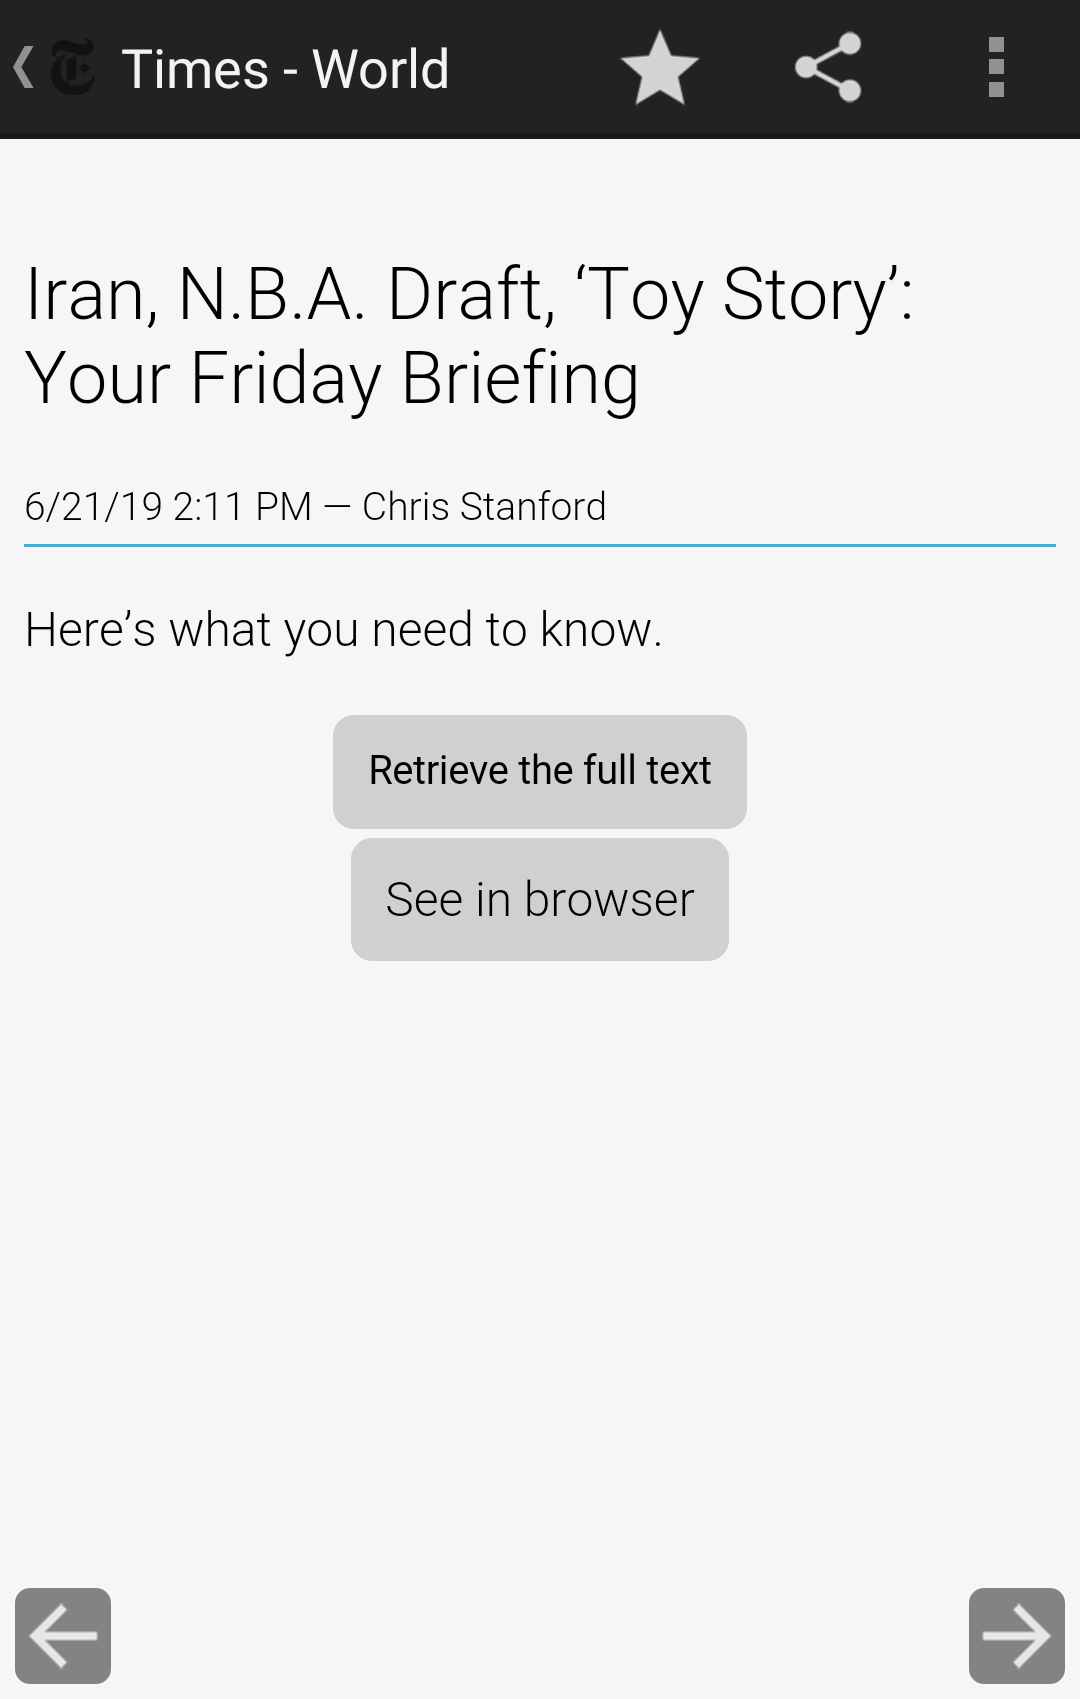 Times - World
Iran, N.B.A. Draft, ‘Toy Story’:
Your Friday Briefing
6/21/19 2:11 PM — Chris Stanford
Here’s what you need to know.
Retrieve the full text
See in browser